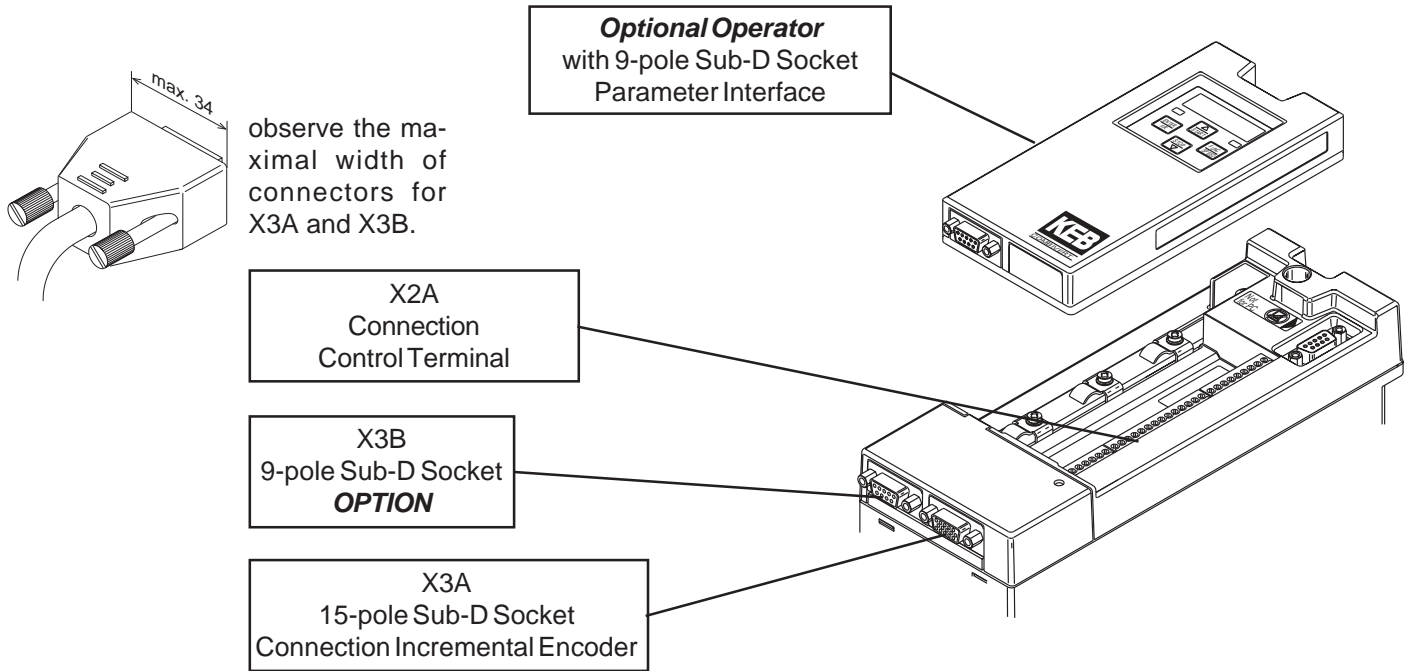 Optional Operator
with 9-pole Sub-D Socket
Parameter Interface
max. 34
observe the ma-
ximal width of
connectors for
X3A and X3B.
KEB
X2A
Connection
Control Terminal
X3B
9-pole Sub-D Socket
OPTION
X3A
15-pole Sub-D Socket
Connection Incremental Encoder